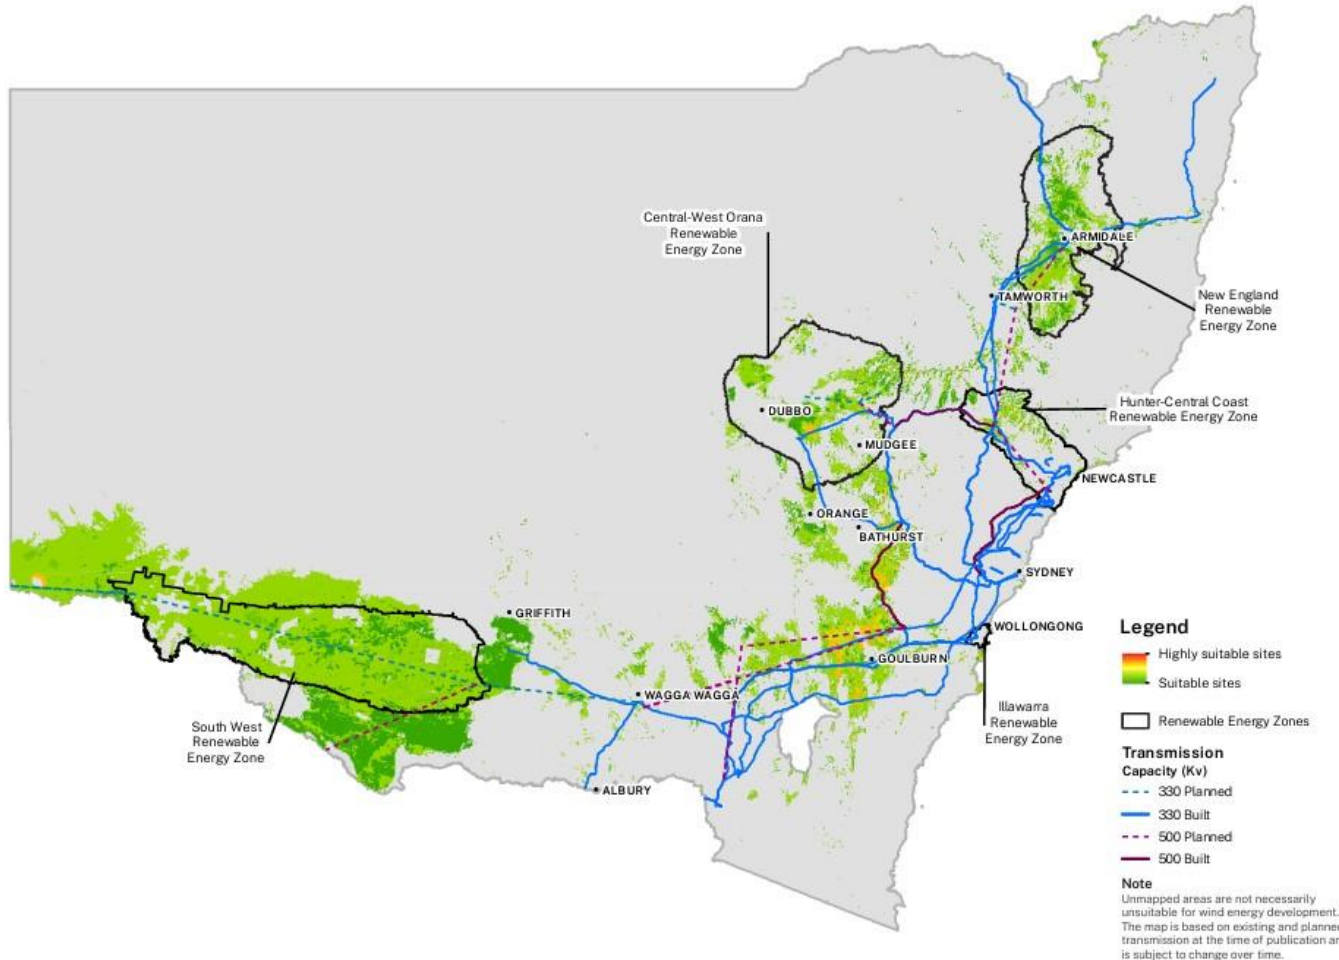 Central-West Orana
Renewable
Energy Zone
ARMIDALE
TAMWORTH
New England
Renewable
Energy Zone
DUBBO
MUDGEE
Hunter-Central Coast
Renewable Energy Zone
NEWCASTLE
ORANGE
BATHURST
SYDNEY
GRIFFITH
WOLLONGONG
GOULBURN
WAGGA WAGGA
South West
Renewable
Energy Zone
Illawarra
Renewable
Energy Zone
ALBURY
Legend
Highly suitable sites
Suitable sites
Renewable Energy Zones
Transmission
Capacity (Kv)
330 Planned
330 Built
500 Planned
500 Built
Note
Unmapped areas are not necessarily
unsuitable for wind energy development.
The map is based on existing and planne
transmission at the time of publication a
is subject to change over time.